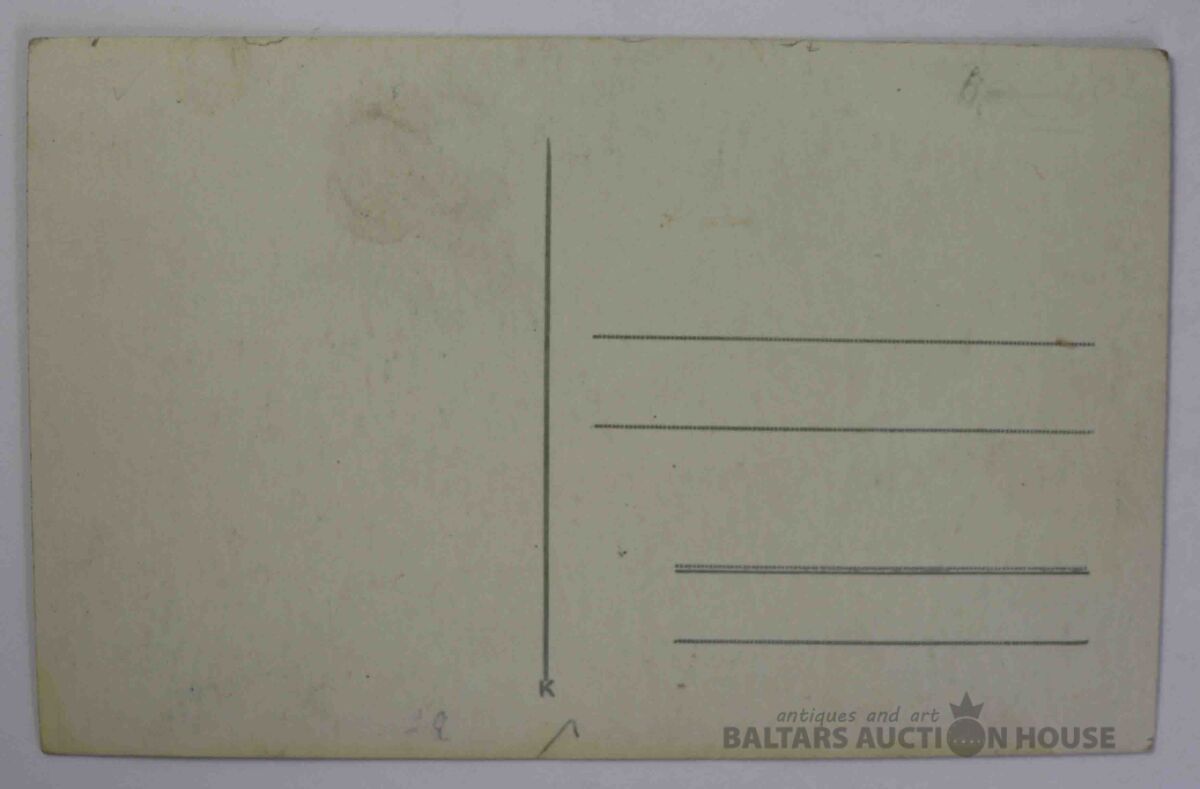 K
antiques and art
BALTARS AUCTION HOUSE